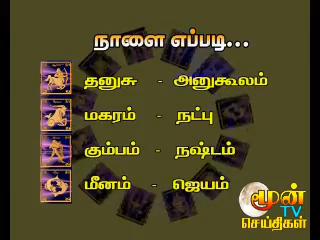 நாளை எப்படி...
தனுசு - அனுகூலம்
மகரம் - நட்பு
கும்பம் - நஷ்டம்
மீனம் - ஜெயம்
மூன்
TV
செய்திகள்